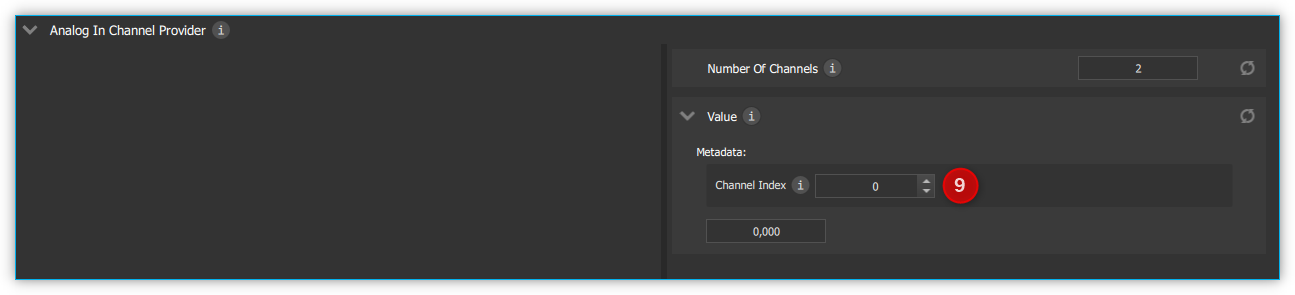 Analog In Channel Provider i
Number Of Channels i 2
Value i
Metadata:
Channel Index i 0 9
0,000